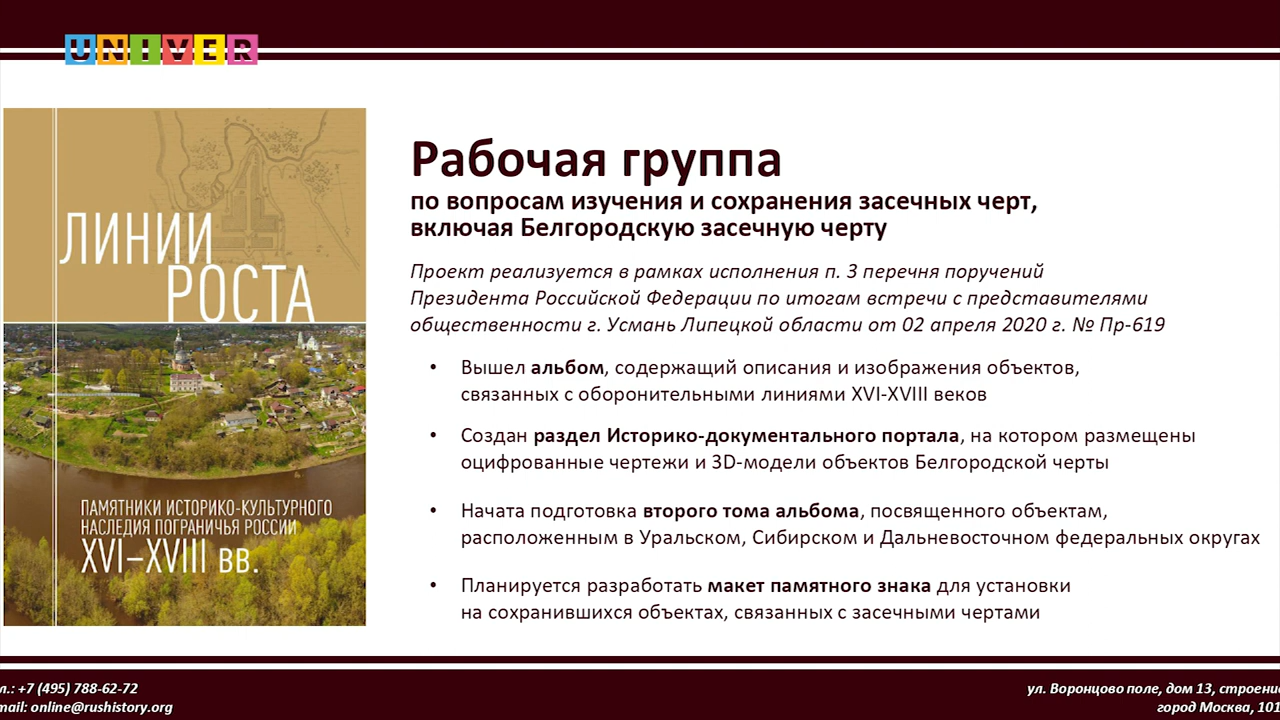 UNIVER
ЛИНИИ
РОСТА
ПАМЯТНИКИ ИСТОРИКО-КУЛЬТУРНОГО
НАСЛЕДИЯ ПОГРАНИЧЬЯ РОССИИ
XVI–XVIII вв.
Рабочая группа
по вопросам изучения и сохранения засечных черт,
включая Белгородскую засечную черту
Проект реализуется в рамках исполнения п. 3 перечня поручений
Президента Российской Федерации по итогам встречи с представителями
общественности г. Усмань Липецкой области от 02 апреля 2020 г. № Пр-619
• Вышел альбом, содержащий описания и изображения объектов,
связанных с оборонительными линиями XVI-XVIII веков
• Создан раздел Историко-документального портала, на котором размещены
оцифрованные чертежи и 3D-модели объектов Белгородской черты
• Начата подготовка второго тома альбома, посвященного объектам,
расположенным в Уральском, Сибирском и Дальневосточном федеральных округах
• Планируется разработать макет памятного знака для установки
на сохранившихся объектах, связанных с засечными чертами
л.: +7 (495) 788-62-72
mail: online@rushistory.org
ул. Воронцово поле, дом 13, строение
город Москва, 101